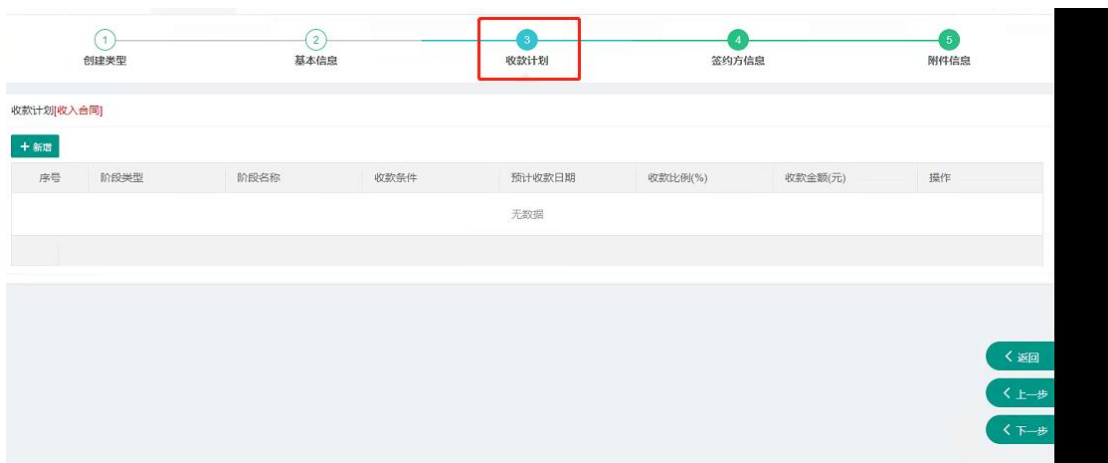 1 2 3 4 5
创建类型 基本信息 收款计划 签约方信息 附件信息
收款计划[收入合同]
+ 新增
序号 阶段类型 阶段名称 收款条件 预计收款日期 收款比例(%) 收款金额(元) 操作
无数据
返回
上一步
下一步